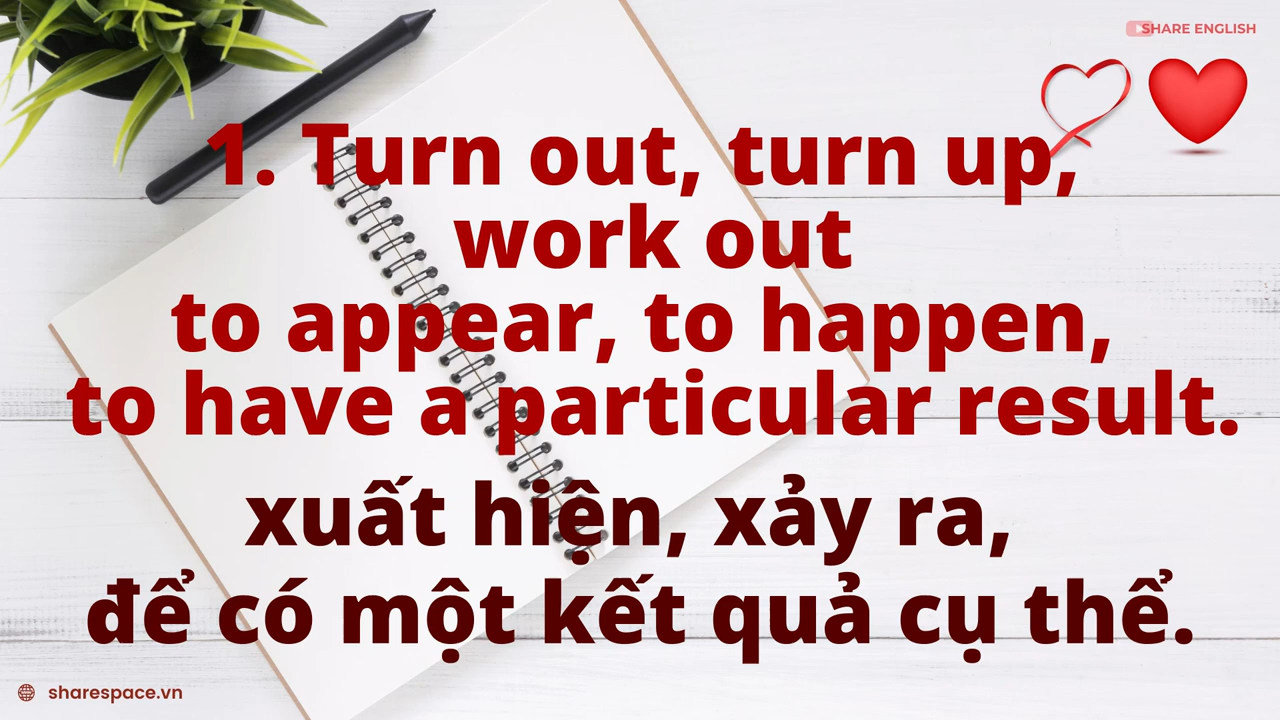 SHARE ENGLISH
1. Turn out, turn up,
work out
to appear, to happen,
to have a particular result.
xuất hiện, xảy ra,
để có một kết quả cụ thể.
sharespace.vn